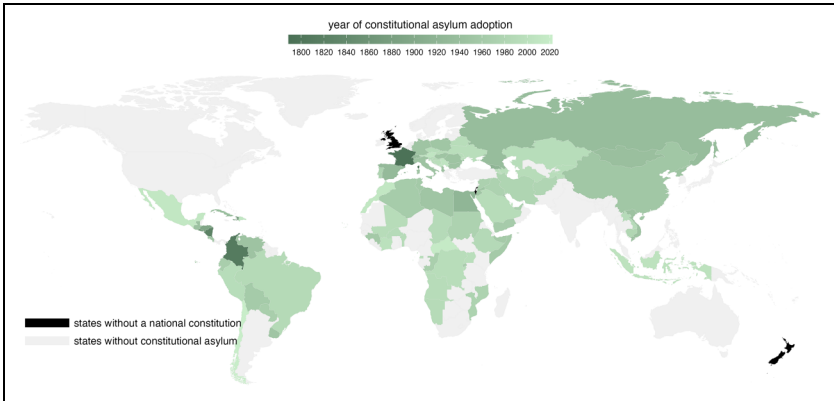 year of constitutional asylum adoption
1800 1820 1840 1860 1880 1900 1920 1940 1960 1980 2000 2020
states without a national constitution
states without constitutional asylum